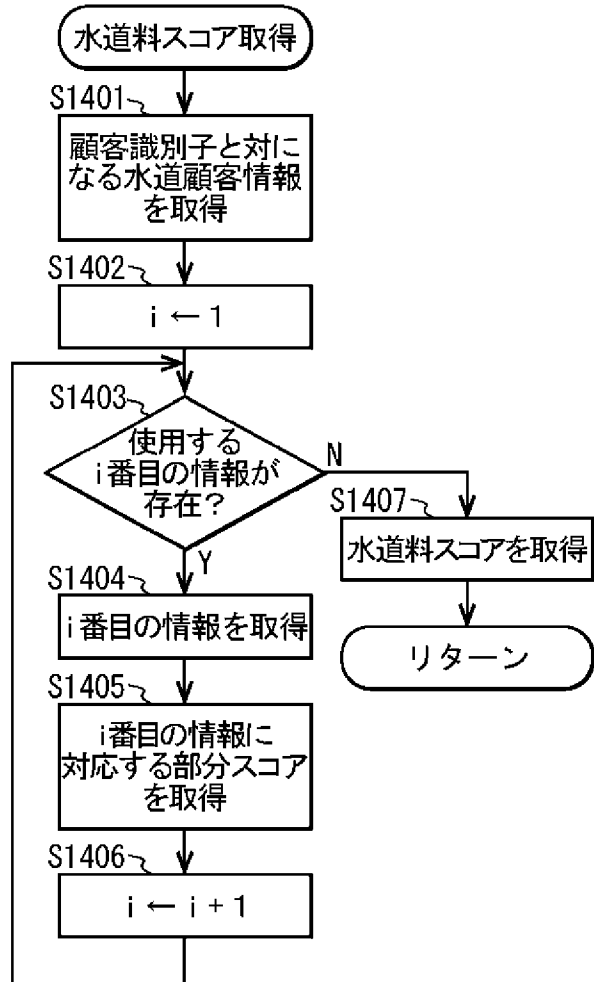 水道料スコア取得
S1401
顧客識別子と対に
なる水道顧客情報
を取得
S1402
i ← 1
S1403
使用する
i番目の情報が
存在?
N
Y
S1404
i番目の情報を取得
S1405
i番目の情報に
対応する部分スコア
を取得
S1406
i ← i + 1
S1407
水道料スコアを取得
リターン